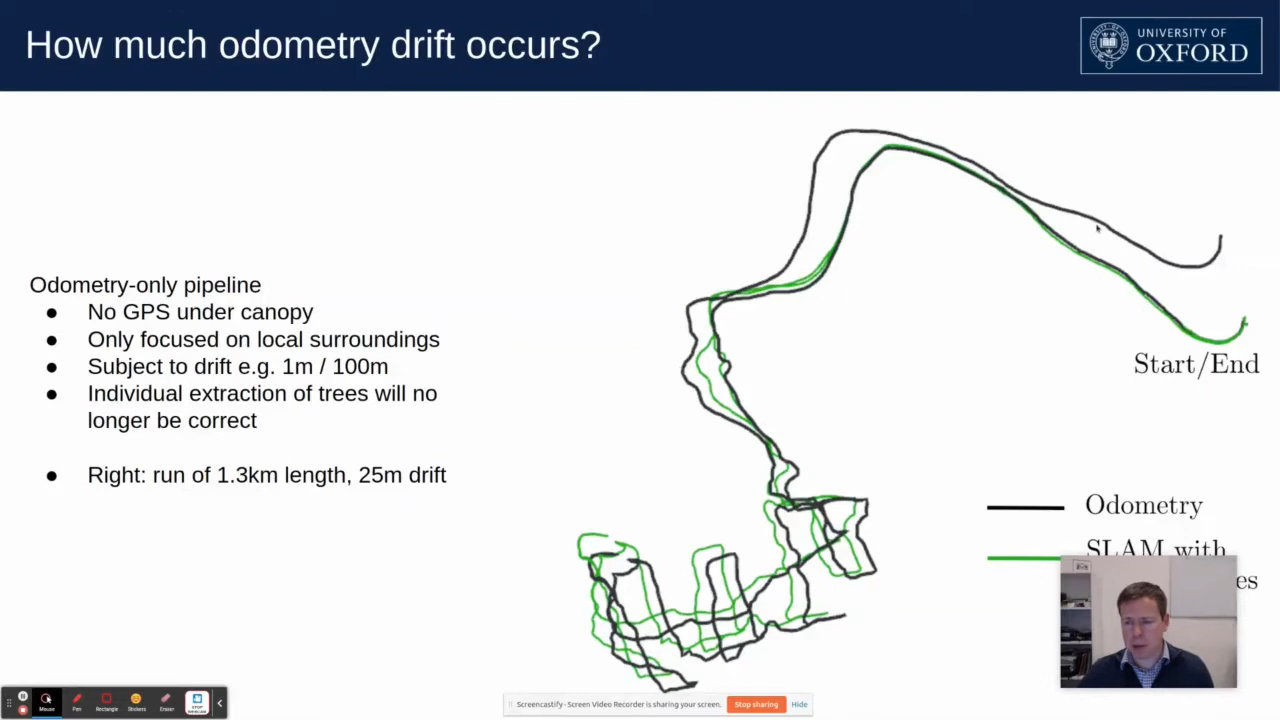 How much odometry drift occurs?
UNIVERSITY OF
OXFORD
Odometry-only pipeline
● No GPS under canopy
● Only focused on local surroundings
● Subject to drift e.g. 1m / 100m
● Individual extraction of trees will no
longer be correct
● Right: run of 1.3km length, 25m drift
Start/End
Odometry
SLAM with
es
Mouse
Pen
Rectangle
Stickers
Eraser
Screencastify - Screen Video Recorder is sharing your screen.
Stop sharing
Hide